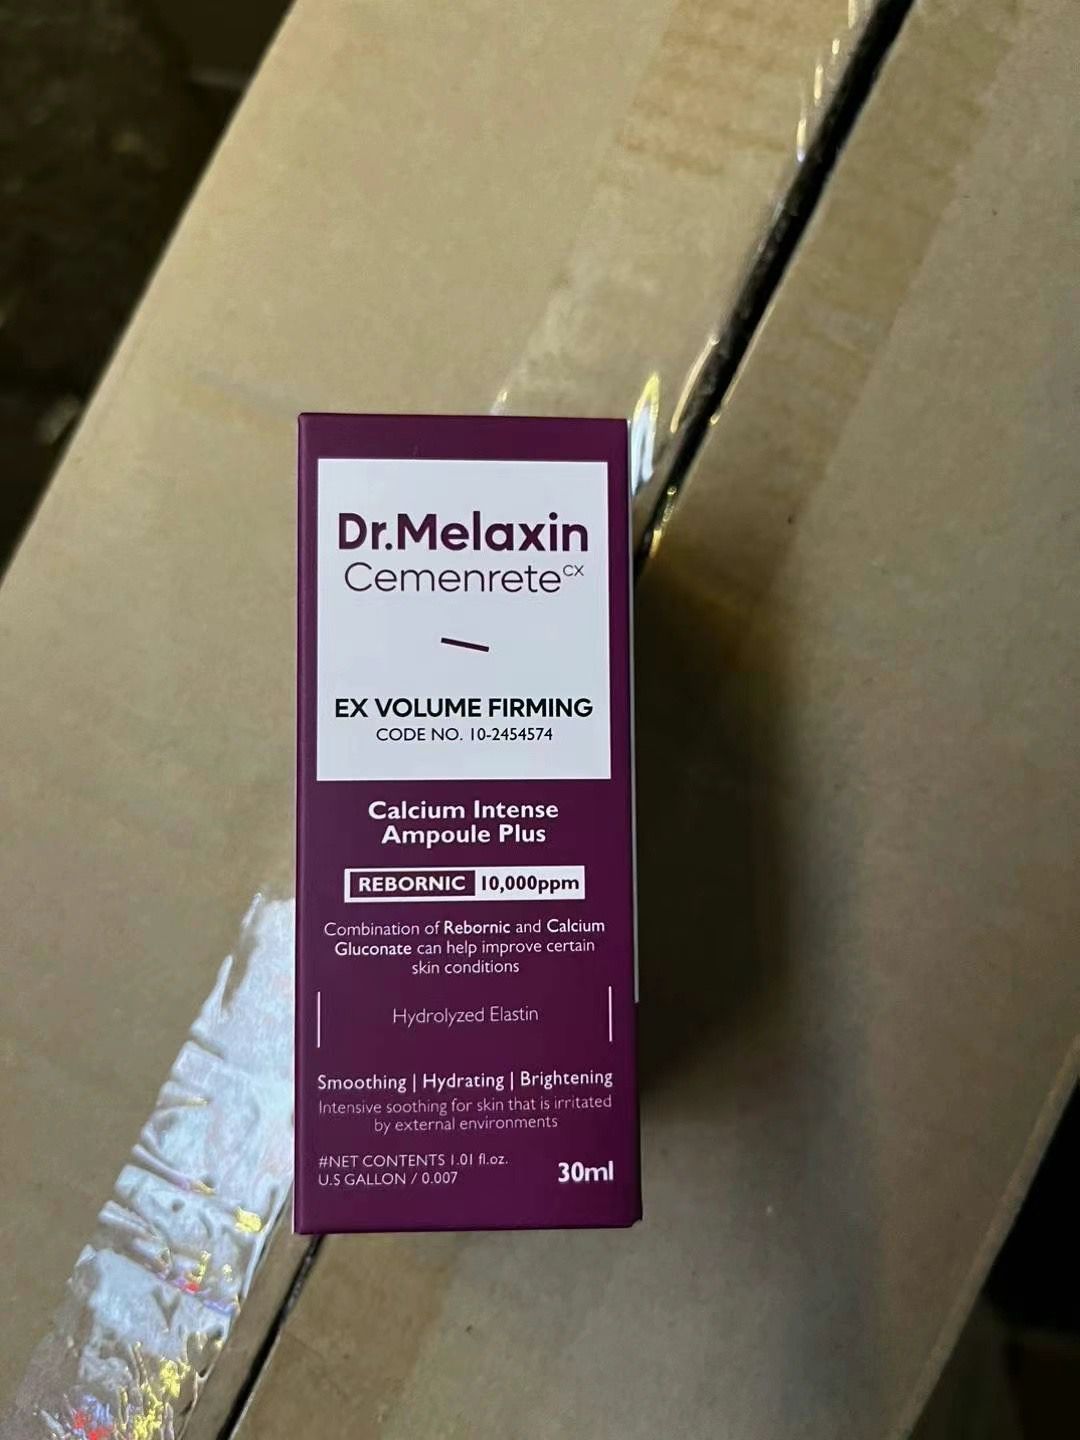 Dr.Melaxin
Cemenrete CX
EX VOLUME FIRMING
CODE NO. 10-2454574
Calcium Intense
Ampoule Plus
REBORNIC 10,000ppm
Combination of Rebornic and Calcium
Gluconate can help improve certain
skin conditions
Hydrolyzed Elastin
Smoothing | Hydrating | Brightening
Intensive soothing for skin that is irritated
by external environments
#NET CONTENTS 1.01 fl.oz.
U.S GALLON / 0.007
30ml